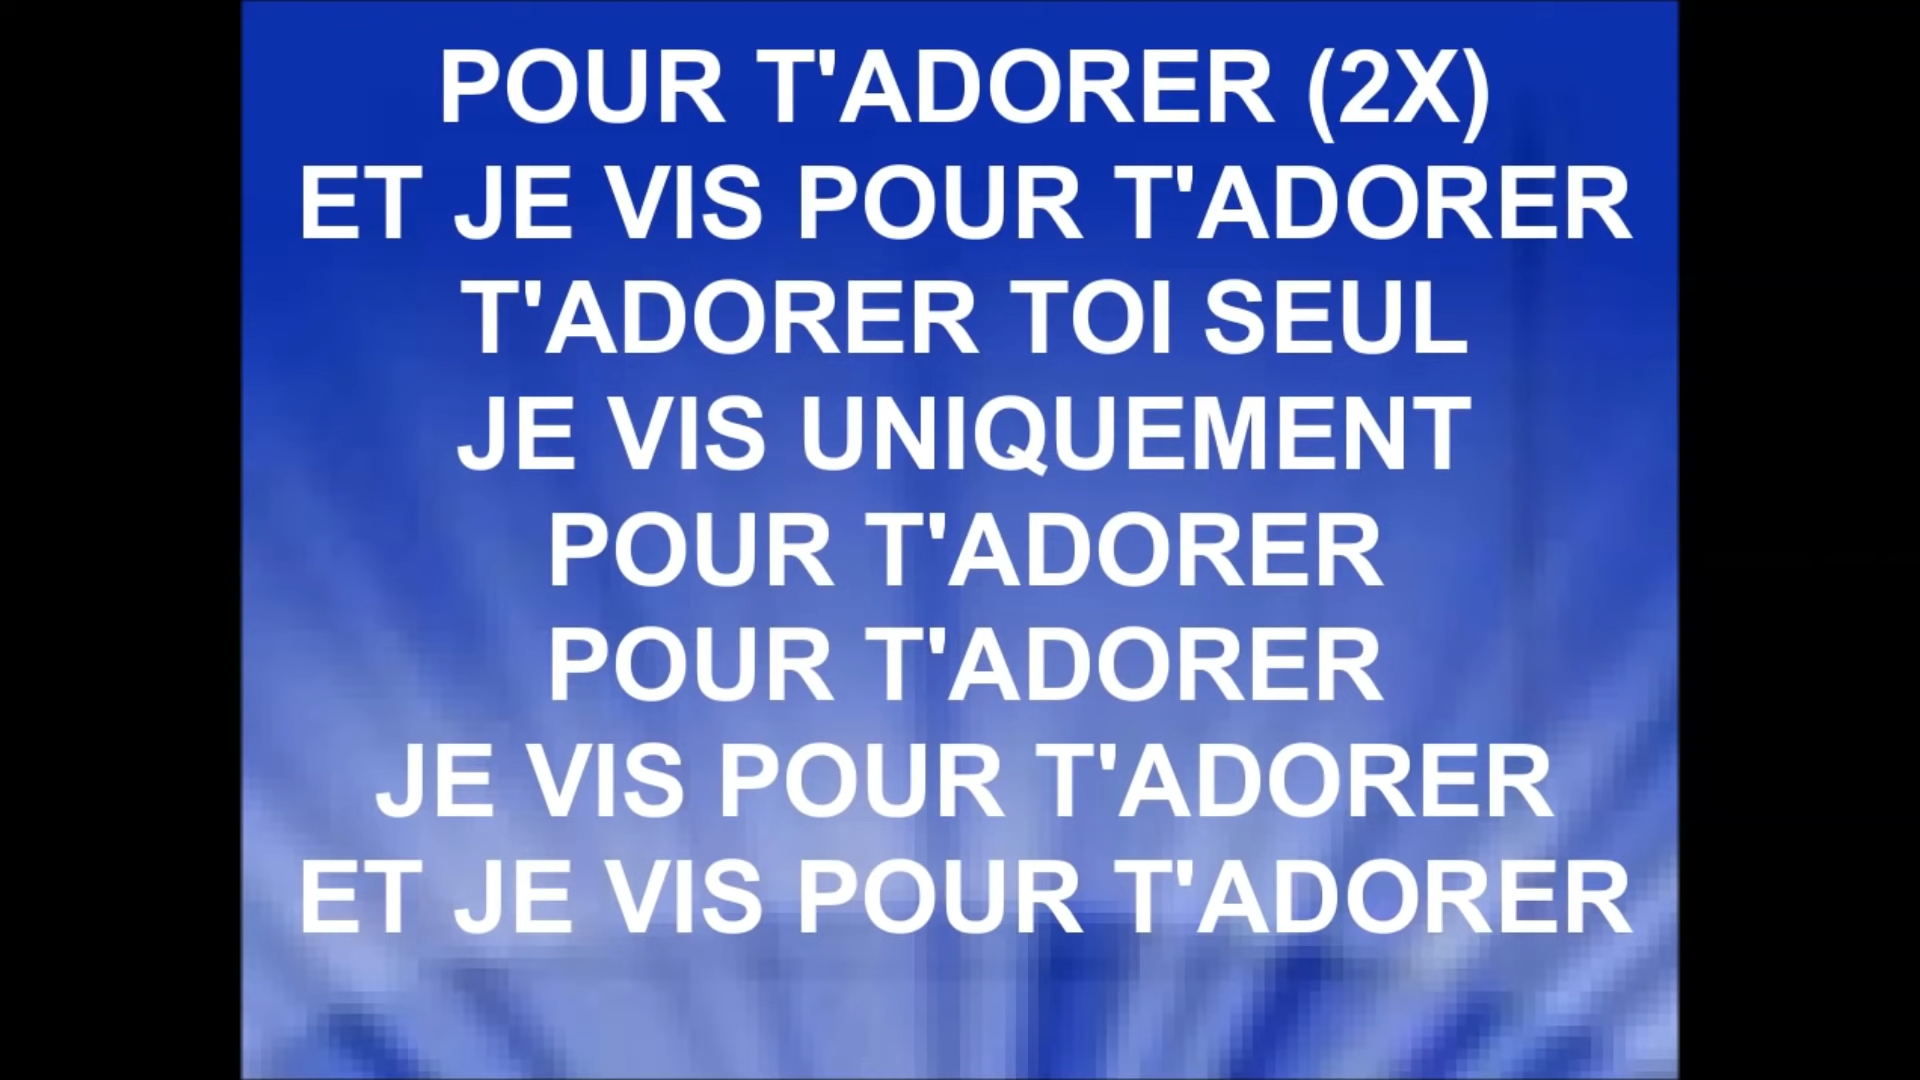 POUR T'ADORER (2X)
ET JE VIS POUR T'ADORER
T'ADORER TOI SEUL
JE VIS UNIQUEMENT
POUR T'ADORER
POUR T'ADORER
JE VIS POUR T'ADORER
ET JE VIS POUR T'ADORER